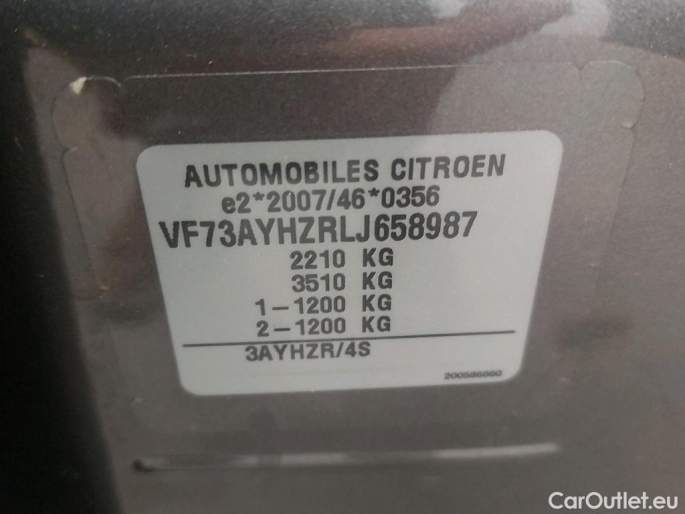 AUTOMOBILES CITROEN
e2*2007/46*0356
VF73AYHZRLJ658987
2210 KG
3510 KG
1-1200 KG
2-1200 KG
3AYHZR/4S
CarOutlet.eu